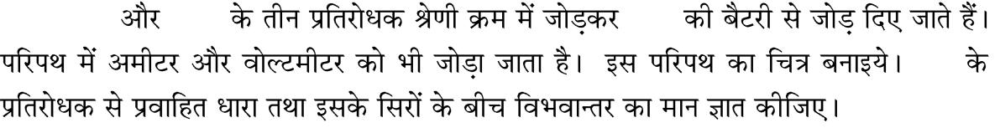 और के तीन प्रतिरोधक श्रेणी क्रम में जोड़कर की बैटरी से जोड़ दिए जाते हैं।
परिपथ में अमीटर और वोल्टमीटर को भी जोड़ा जाता है। इस परिपथ का चित्र बनाइये। के
प्रतिरोधक से प्रवाहित धारा तथा इसके सिरों के बीच विभवान्तर का मान ज्ञात कीजिए।